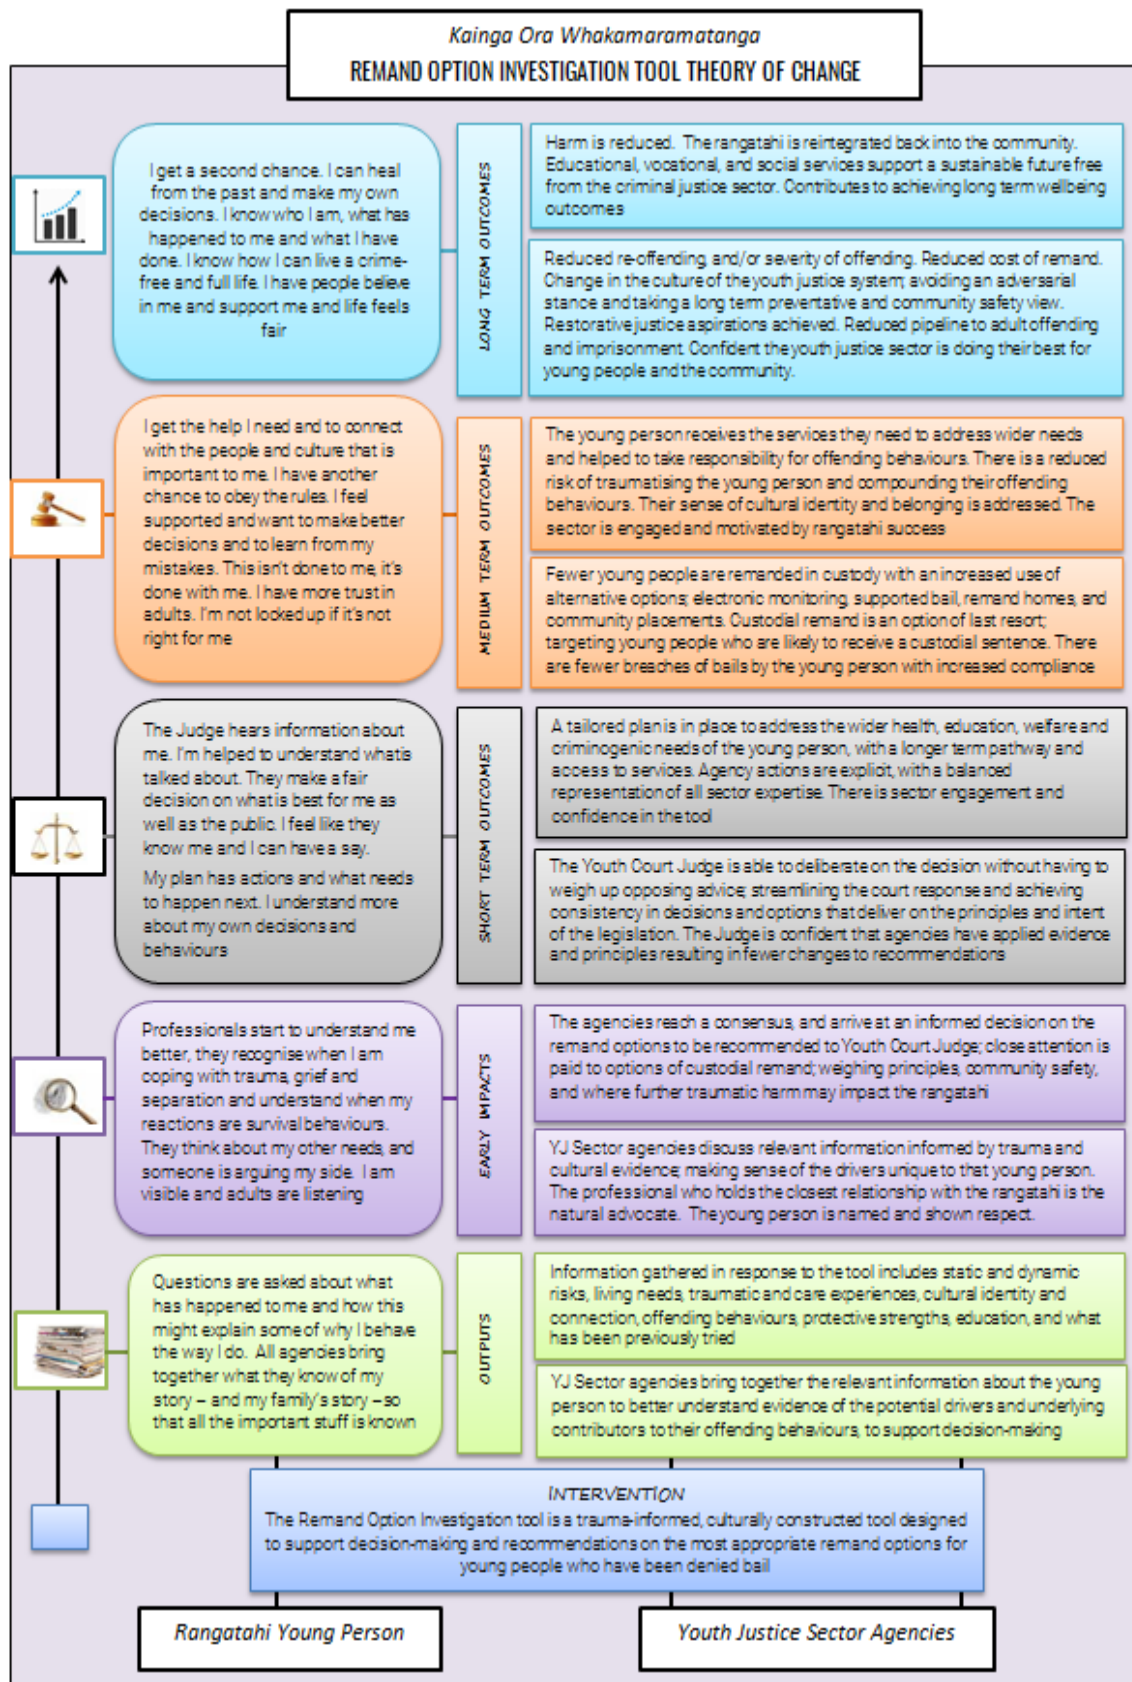 Kainga Ora Whakamaramatanga
REMAND OPTION INVESTIGATION TOOL THEORY OF CHANGE
I get a second chance. I can heal
from the past and make my own
decisions. I know who I am, what has
happened to me and what I have
done. I know how I can live a crime-
free and full life. I have people believe
in me and support me and life feels
fair
LONG TERM OUTCOMES
Harm is reduced. The rangatahi is reintegrated back into the community.
Educational, vocational, and social services support a sustainable future free
from the criminal justice sector. Contributes to achieving long term wellbeing
outcomes
Reduced re-offending, and/or severity of offending. Reduced cost of remand.
Change in the culture of the youth justice system; avoiding an adversarial
stance and taking a long term preventative and community safety view.
Restorative justice aspirations achieved. Reduced pipeline to adult offending
and imprisonment. Confident the youth justice sector is doing their best for
young people and the community.
I get the help I need and to connect
with the people and culture that is
important to me. I have another
chance to obey the rules. I feel
supported and want to make better
decisions and to learn from my
mistakes. This isn't done to me, it's
done with me. I have more trust in
adults. I'm not locked up if it's not
right for me
MEDIUM TERM OUTCOMES
The young person receives the services they need to address wider needs
and helped to take responsibility for offending behaviours. There is a reduced
risk of traumatising the young person and compounding their offending
behaviours. Their sense of cultural identity and belonging is addressed. The
sector is engaged and motivated by rangatahi success
Fewer young people are remanded in custody with an increased use of
alternative options; electronic monitoring, supported bail, remand homes, and
community placements. Custodial remand is an option of last resort;
targeting young people who are likely to receive a custodial sentence. There
are fewer breaches of bails by the young person with increased compliance
The Judge hears information about
me. I'm helped to understand whatis
talked about. They make a fair
decision on what is best for me as
well as the public. I feel like they
know me and I can have a say.
My plan has actions and what needs
to happen next. I understand more
about my own decisions and
behaviours
SHORT TERM OUTCOMES
A tailored plan is in place to address the wider health, education, welfare and
criminogenic needs of the young person, with a longer term pathway and
access to services. Agency actions are explicit, with a balanced
representation of all sector expertise. There is sector engagement and
confidence in the tool
The Youth Court Judge is able to deliberate on the decision without having to
weigh up opposing advice; streamlining the court response and achieving
consistency in decisions and options that deliver on the principles and intent
of the legislation. The Judge is confident that agencies have applied evidence
and principles resulting in fewer changes to recommendations
Professionals start to understand me
better, they recognise when I am
coping with trauma, grief and
separation and understand when my
reactions are survival behaviours.
They think about my other needs, and
someone is arguing my side. I am
visible and adults are listening
EARLY IMPACTS
The agencies reach a consensus, and arrive at an informed decision on the
remand options to be recommended to Youth Court Judge; close attention is
paid to options of custodial remand; weighing principles, community safety,
and where further traumatic harm may impact the rangatahi
YJ Sector agencies discuss relevant information informed by trauma and
cultural evidence; making sense of the drivers unique to that young person.
The professional who holds the closest relationship with the rangatahi is the
natural advocate. The young person is named and shown respect.
Questions are asked about what
has happened to me and how this
might explain some of why I behave
the way I do. All agencies bring
together what they know of my
story – and my family's story – so
that all the important stuff is known
OUTPUTS
Information gathered in response to the tool includes static and dynamic
risks, living needs, traumatic and care experiences, cultural identity and
connection, offending behaviours, protective strengths, education, and what
has been previously tried
YJ Sector agencies bring together the relevant information about the young
person to better understand evidence of the potential drivers and underlying
contributors to their offending behaviours, to support decision-making
INTERVENTION
The Remand Option Investigation tool is a trauma-informed, culturally constructed tool designed
to support decision-making and recommendations on the most appropriate remand options for
young people who have been denied bail
Rangatahi Young Person
Youth Justice Sector Agencies